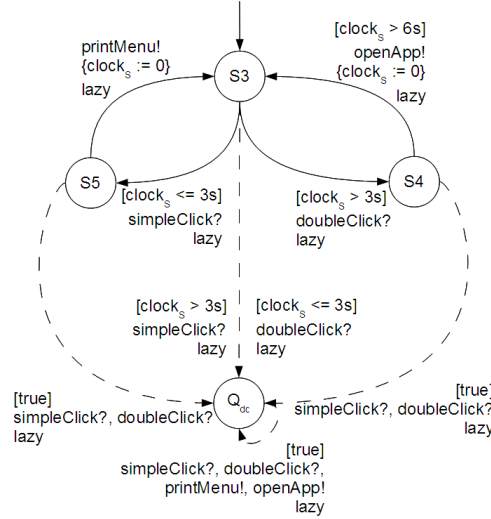 [clock_S > 6s]
openApp!
{clock_S := 0}
lazy
printMenu!
{clock_S := 0}
lazy
S3
S5
S4
[clock_S <= 3s]
simpleClick?
lazy
[clock_S > 3s]
doubleClick?
lazy
[clock_S > 3s]
simpleClick?
lazy
[clock_S <= 3s]
doubleClick?
lazy
Q_dc
[true]
simpleClick?, doubleClick?
lazy
[true]
simpleClick?, doubleClick?
lazy
[true]
simpleClick?, doubleClick?,
printMenu!, openApp!
lazy